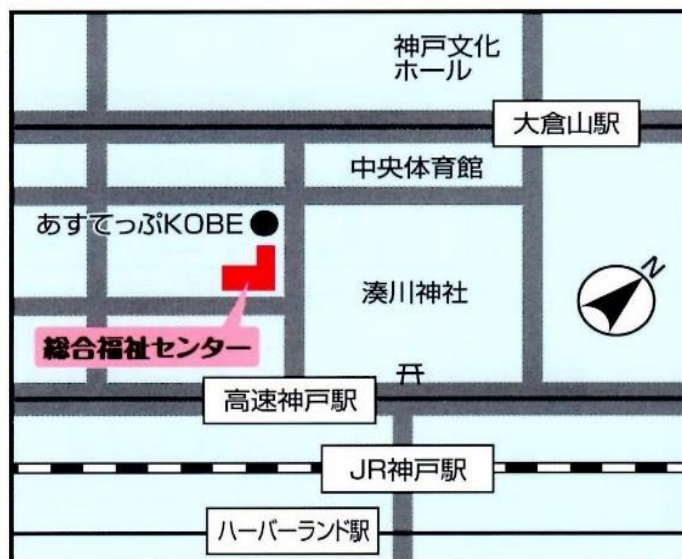 神戸文化
ホール
大倉山駅
中央体育館
あすてっぷKOBE
湊川神社
N
総合福祉センター
高速神戸駅
JR神戸駅
ハーバーランド駅